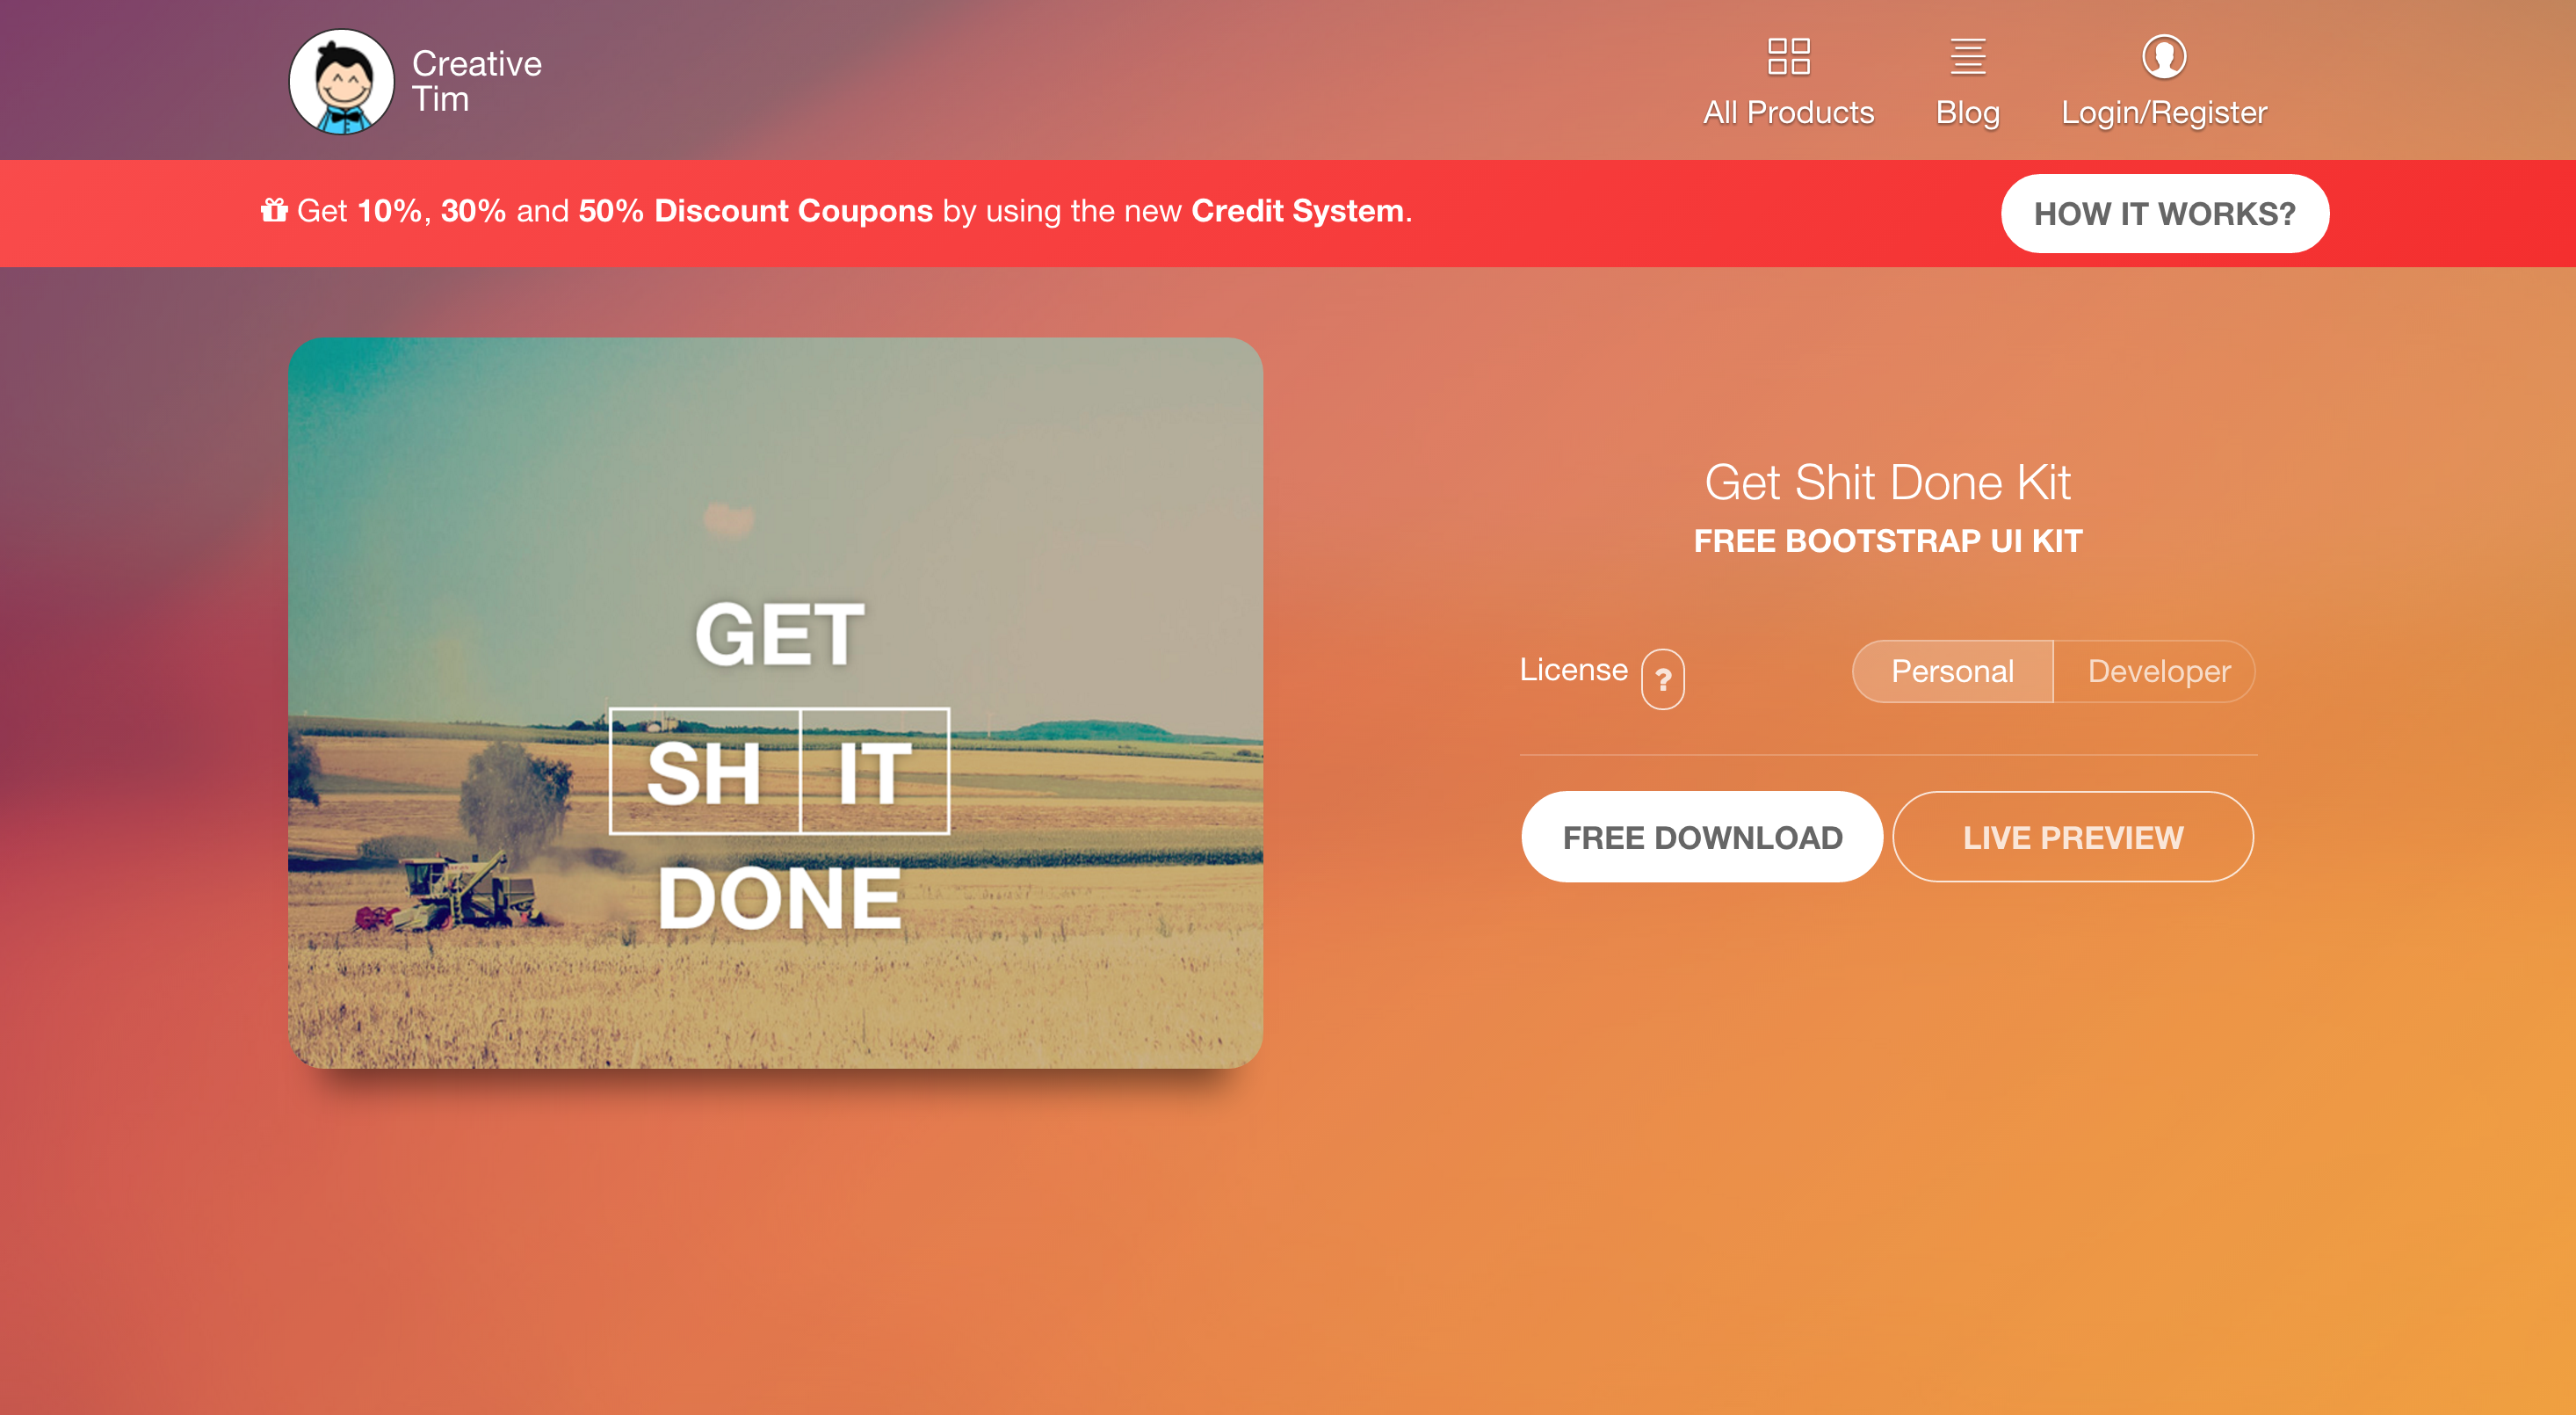 Creative
Tim
All Products
Blog
Login/Register
Get 10%, 30% and 50% Discount Coupons by using the new Credit System.
HOW IT WORKS?
GET
SH IT
DONE
Get Shit Done Kit
FREE BOOTSTRAP UI KIT
License ?
Personal
Developer
FREE DOWNLOAD
LIVE PREVIEW